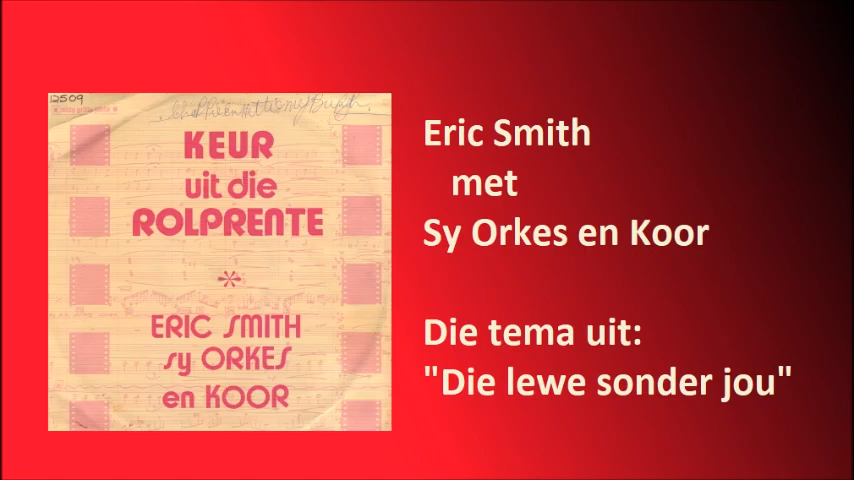 12509
KEUR
uit die
ROLPRENTE
*
ERIC SMITH
sy ORKES
en KOOR
Eric Smith
met
Sy Orkes en Koor
Die tema uit:
"Die lewe sonder jou"